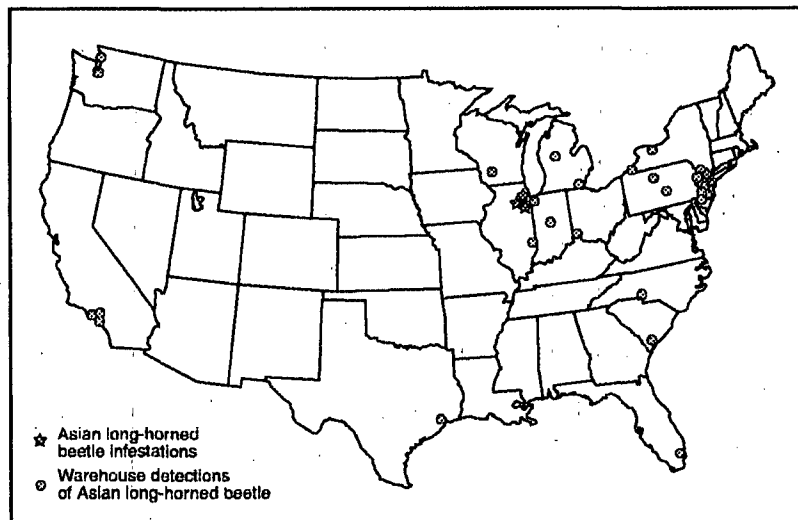 Asian long-horned
beetle infestations
Warehouse detections
of Asian long-horned beetle